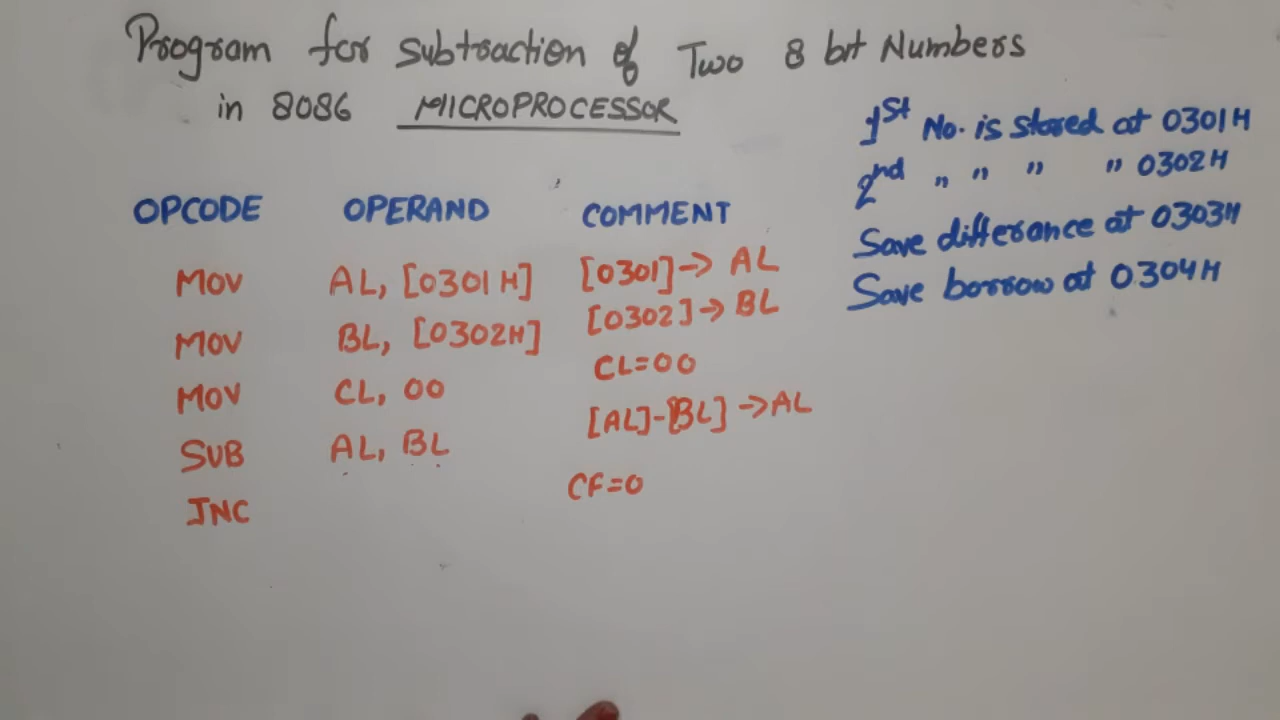 Program for Subtraction of Two 8 bit Numbers
in 8086 MICROPROCESSOR
1st No. is stored at 0301H
2nd " " " " 0302H
Save difference at 0303H
Save borrow at 0304H
OPCODE OPERAND COMMENT
MOV AL, [0301H] [0301]→ AL
MOV BL, [0302H] [0302]→ BL
MOV CL, 00 CL=00
SUB AL, BL [AL]-[BL]→AL
JNC CF=0